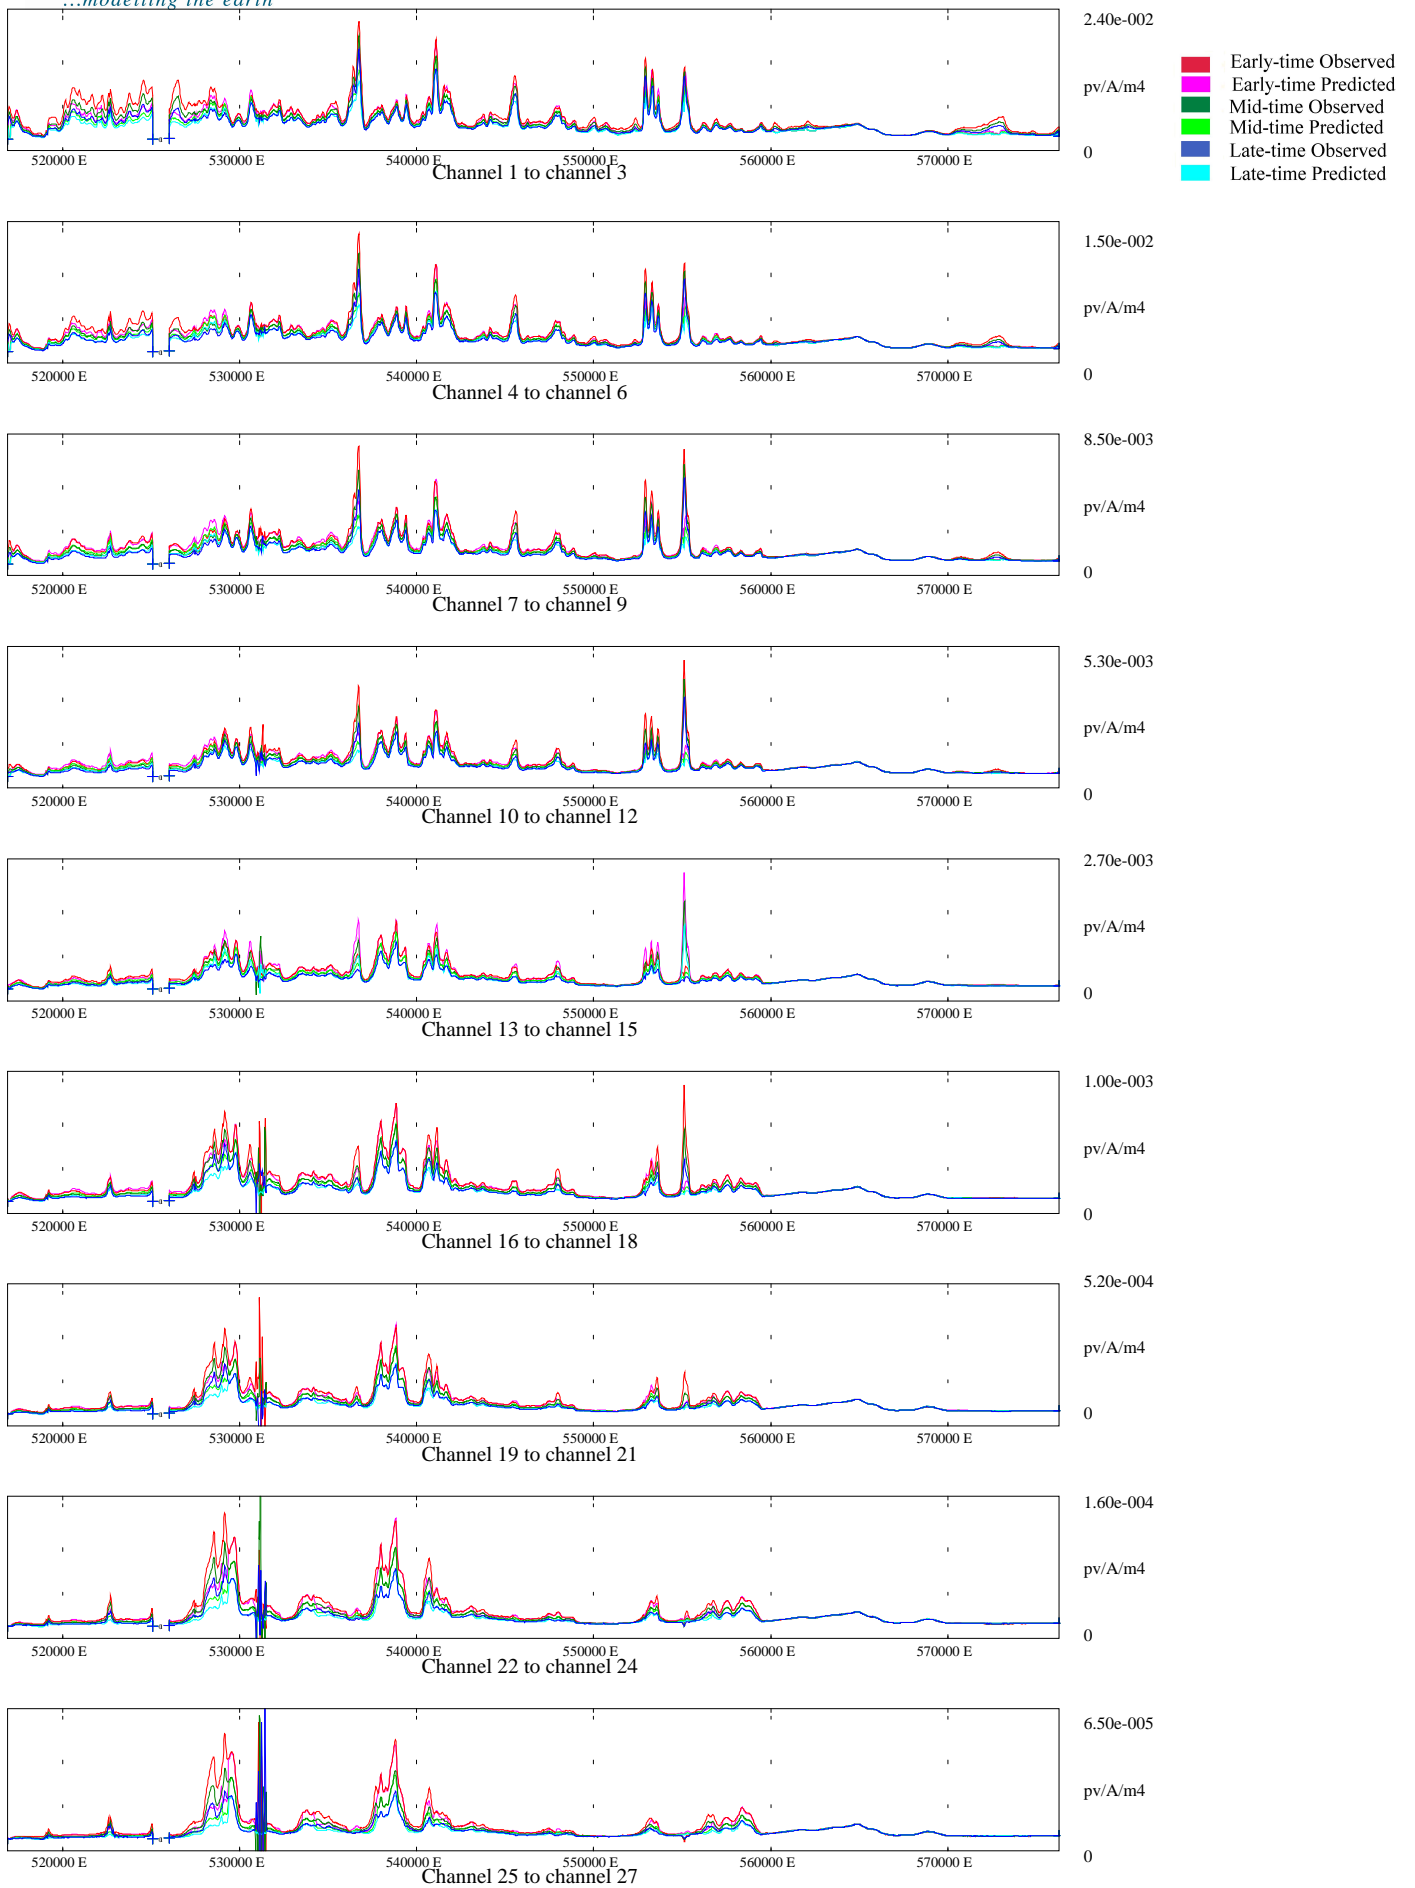 ...modelling the earth
2.40e-002
pv/A/m4
0
Early-time Observed
Early-time Predicted
Mid-time Observed
Mid-time Predicted
Late-time Observed
Late-time Predicted
520000 E 530000 E 540000 E 550000 E 560000 E 570000 E
Channel 1 to channel 3
1.50e-002
pv/A/m4
0
520000 E 530000 E 540000 E 550000 E 560000 E 570000 E
Channel 4 to channel 6
8.50e-003
pv/A/m4
0
520000 E 530000 E 540000 E 550000 E 560000 E 570000 E
Channel 7 to channel 9
5.30e-003
pv/A/m4
0
520000 E 530000 E 540000 E 550000 E 560000 E 570000 E
Channel 10 to channel 12
2.70e-003
pv/A/m4
0
520000 E 530000 E 540000 E 550000 E 560000 E 570000 E
Channel 13 to channel 15
1.00e-003
pv/A/m4
0
520000 E 530000 E 540000 E 550000 E 560000 E 570000 E
Channel 16 to channel 18
5.20e-004
pv/A/m4
0
520000 E 530000 E 540000 E 550000 E 560000 E 570000 E
Channel 19 to channel 21
1.60e-004
pv/A/m4
0
520000 E 530000 E 540000 E 550000 E 560000 E 570000 E
Channel 22 to channel 24
6.50e-005
pv/A/m4
0
520000 E 530000 E 540000 E 550000 E 560000 E 570000 E
Channel 25 to channel 27